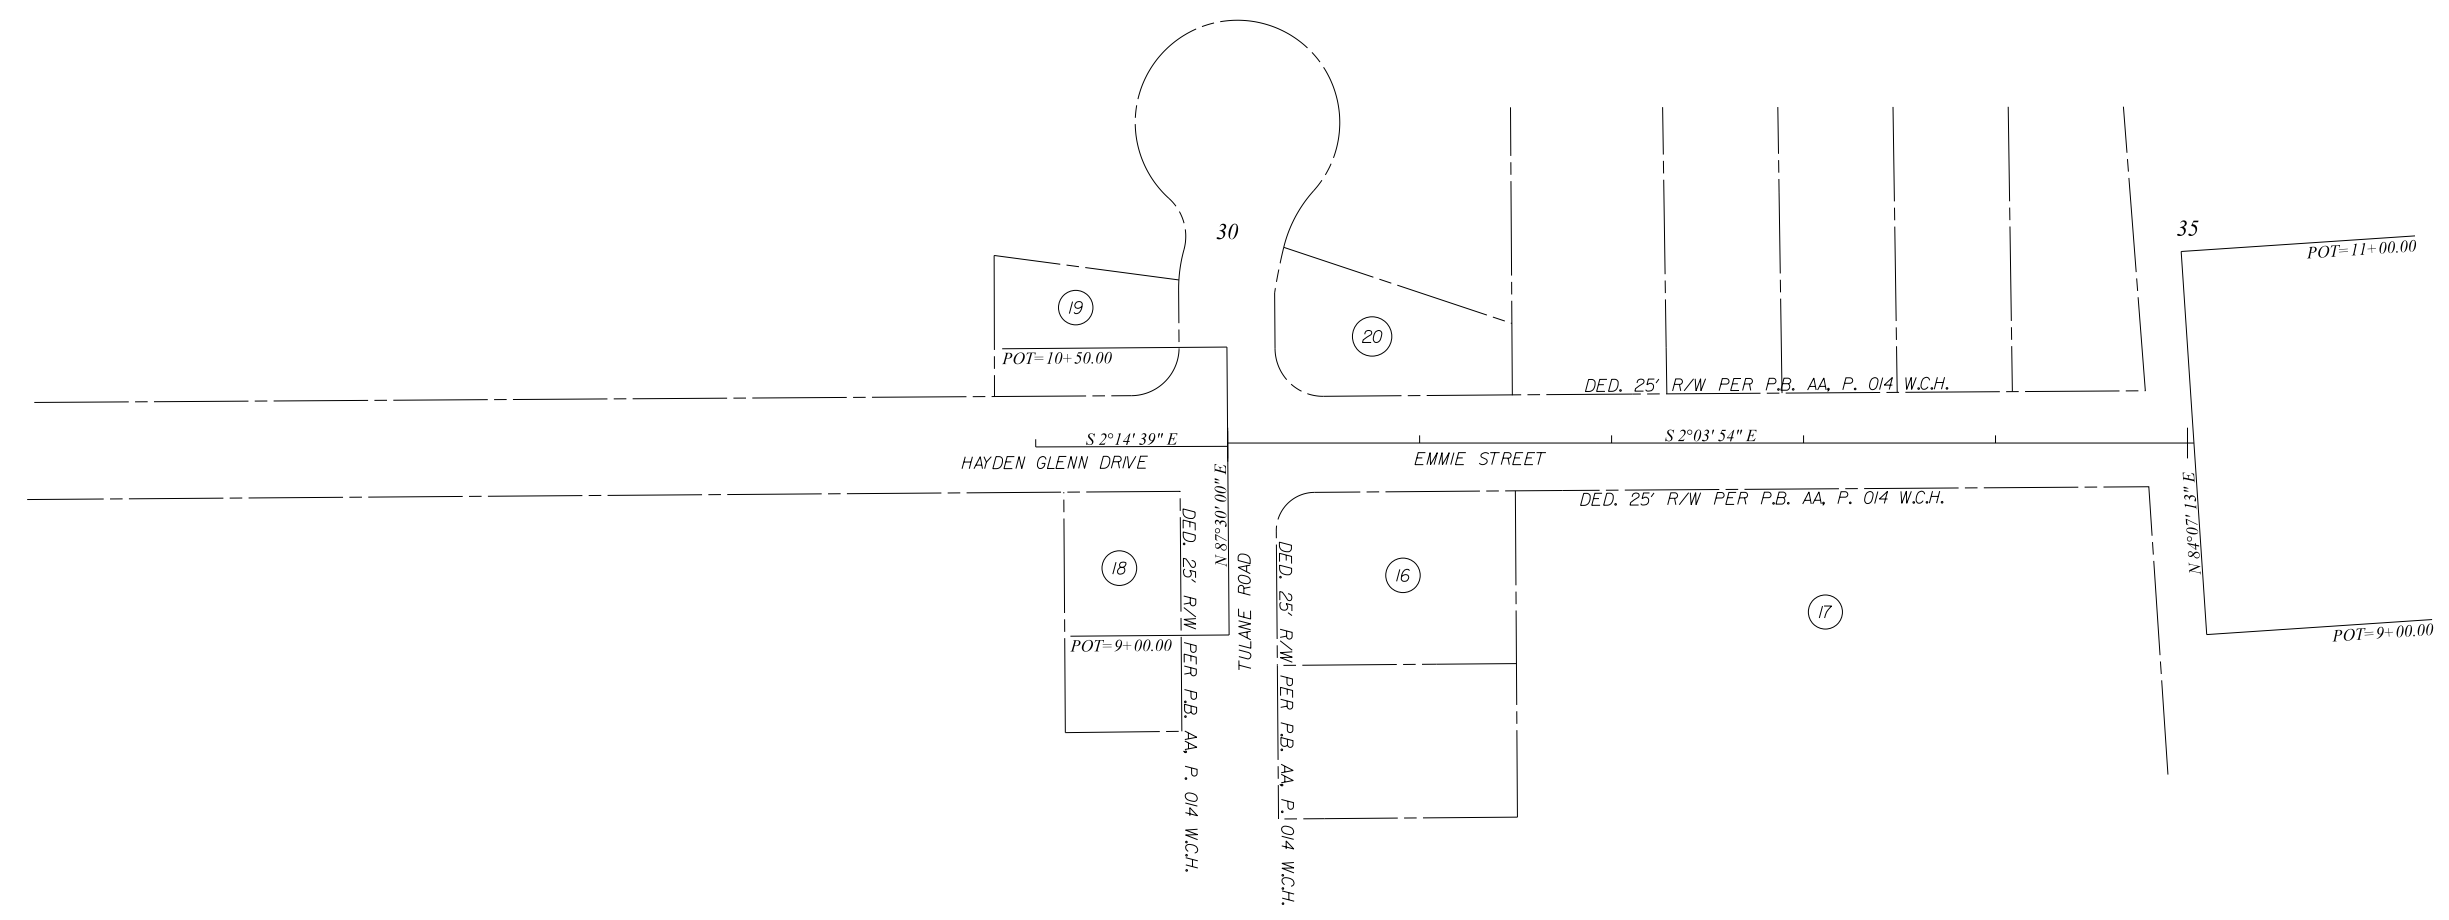 30
35
POT=11+00.00
19
20
POT=10+50.00
DED. 25' R/W PER P.B. AA, P. 014 W.C.H.
S 2°14' 39" E
S 2°03' 54" E
HAYDEN GLENN DRIVE
EMMIE STREET
N 87°30' 00" E
N 84°07' 13" E
DED. 25' R/W PER P.B. AA, P. 014 W.C.H.
DED. 25' R/W PER P.B. AA, P. 014 W.C.H.
TULANE ROAD
DED. 25' R/W PER P.B. AA, P. 014 W.C.H.
18
16
17
POT=9+00.00
POT=9+00.00